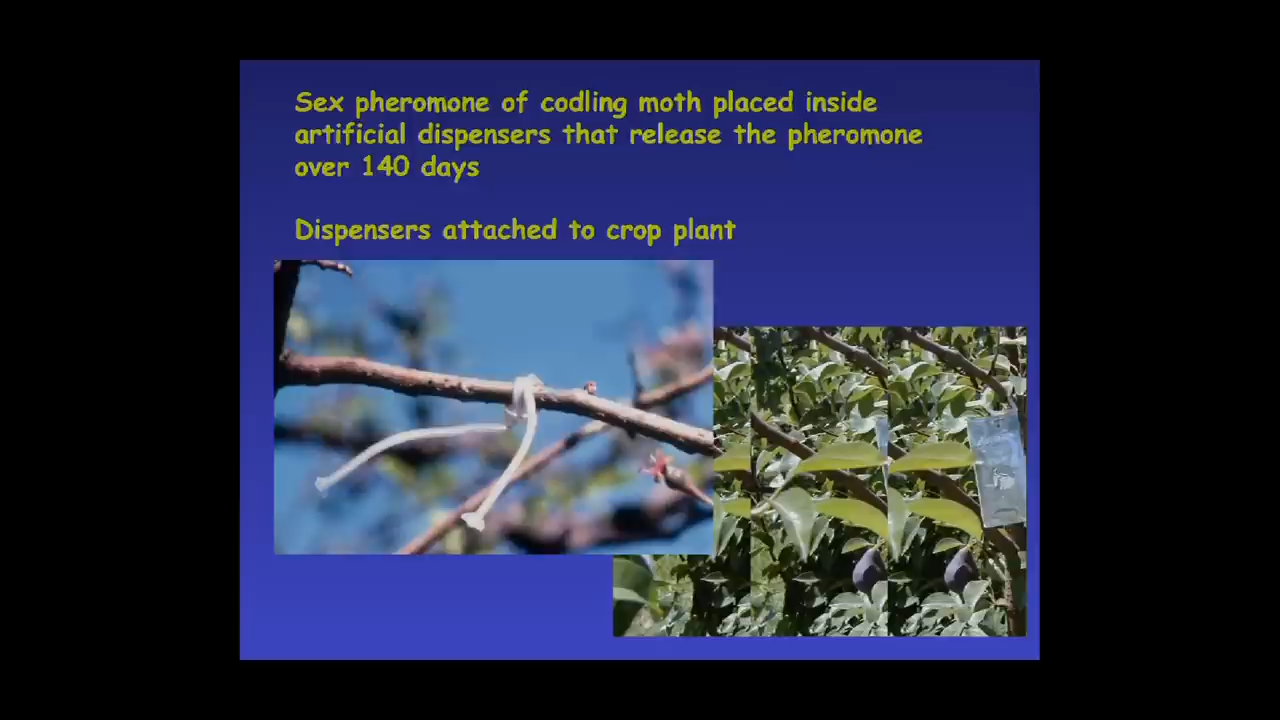 Sex pheromone of codling moth placed inside
artificial dispensers that release the pheromone
over 140 days
Dispensers attached to crop plant